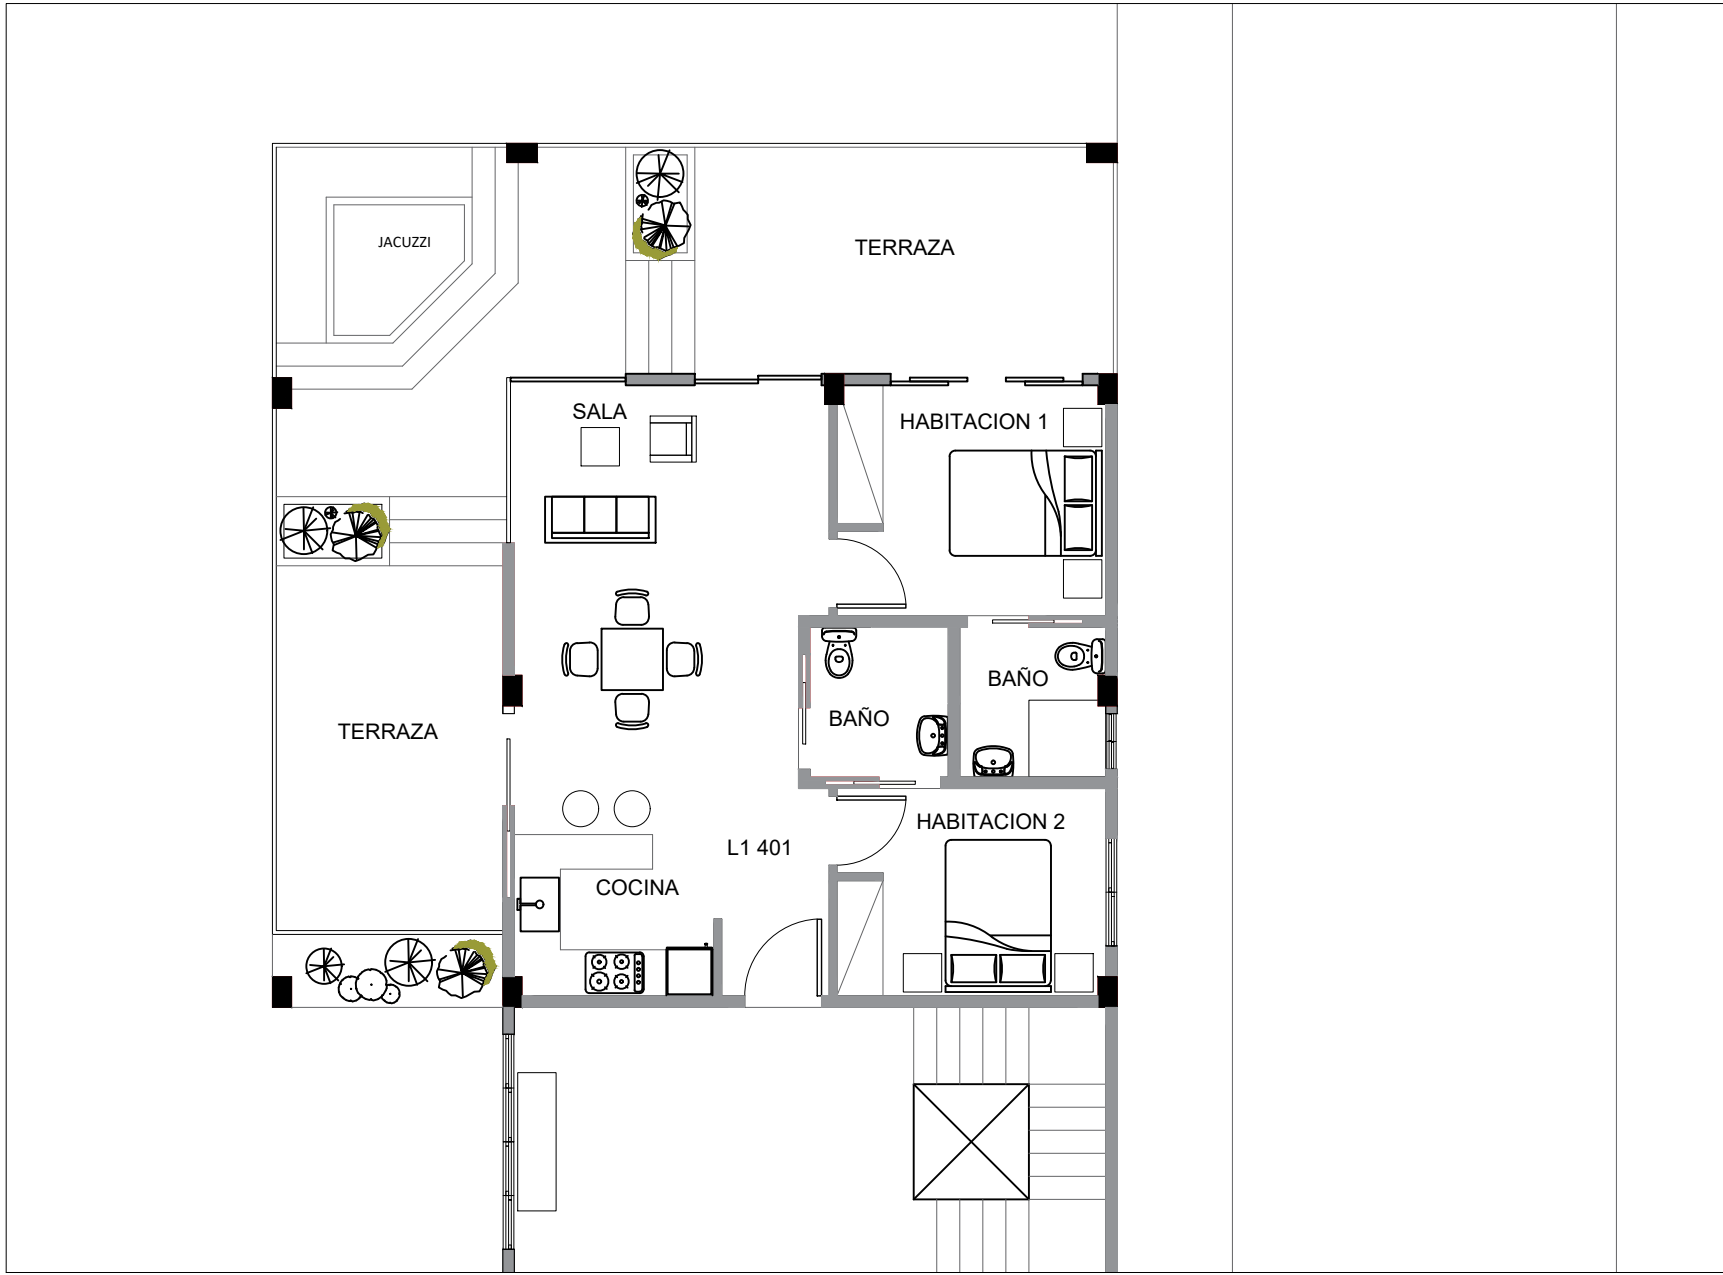 JACUZZI
TERRAZA
SALA
HABITACION 1
BAÑO
BAÑO
TERRAZA
HABITACION 2
L1 401
COCINA